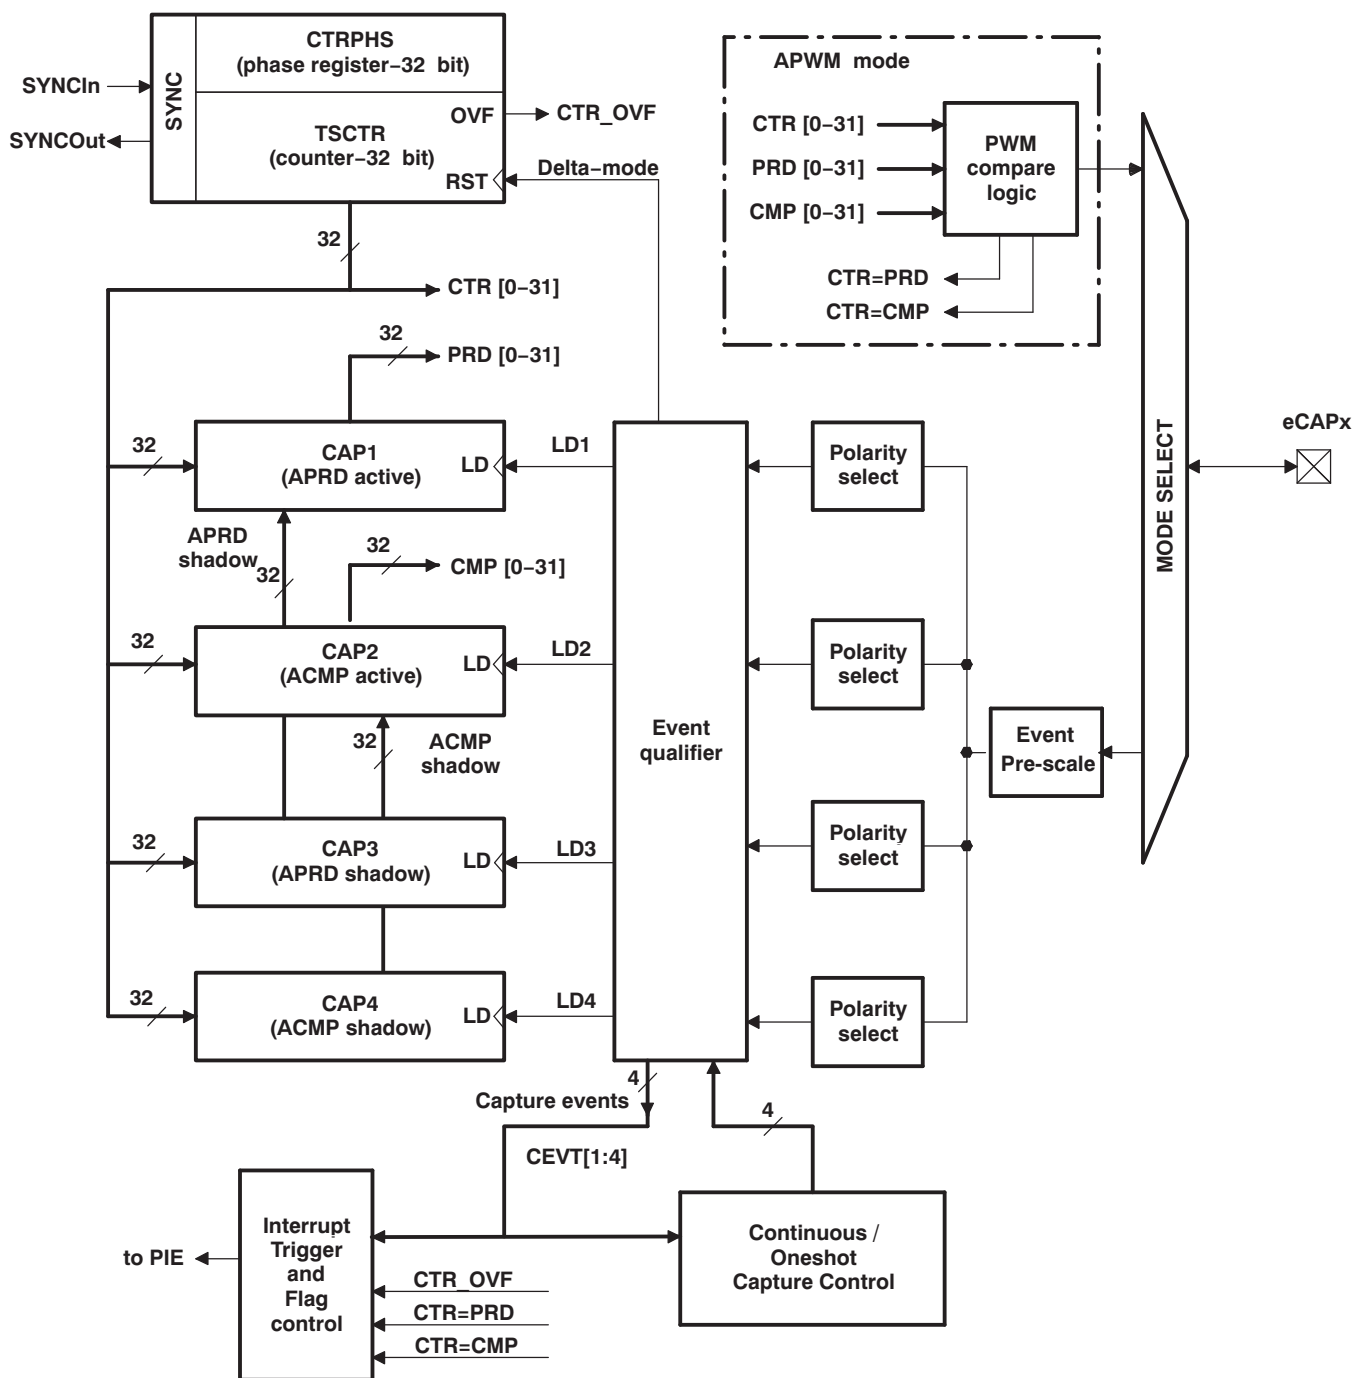 CTRPHS
(phase register−32 bit)
SYNC
SYNCIn
SYNCOut
OVF
CTR_OVF
TSCTR
(counter−32 bit)
RST
Delta−mode
32
CTR [0−31]
32
PRD [0−31]
APWM mode
CTR [0−31]
PRD [0−31]
CMP [0−31]
PWM
compare
logic
CTR=PRD
CTR=CMP
MODE SELECT
eCAPx
32
CAP1
(APRD active)
LD
LD1
Polarity
select
APRD
shadow
32
32
CMP [0−31]
32
CAP2
(ACMP active)
LD
LD2
Polarity
select
32
ACMP
shadow
Event
qualifier
Event
Pre-scale
32
CAP3
(APRD shadow)
LD
LD3
Polarity
select
32
CAP4
(ACMP shadow)
LD
LD4
Polarity
select
4
Capture events
4
CEVT[1:4]
Interrupt
Trigger
and
Flag
control
to PIE
CTR_OVF
CTR=PRD
CTR=CMP
Continuous /
Oneshot
Capture Control